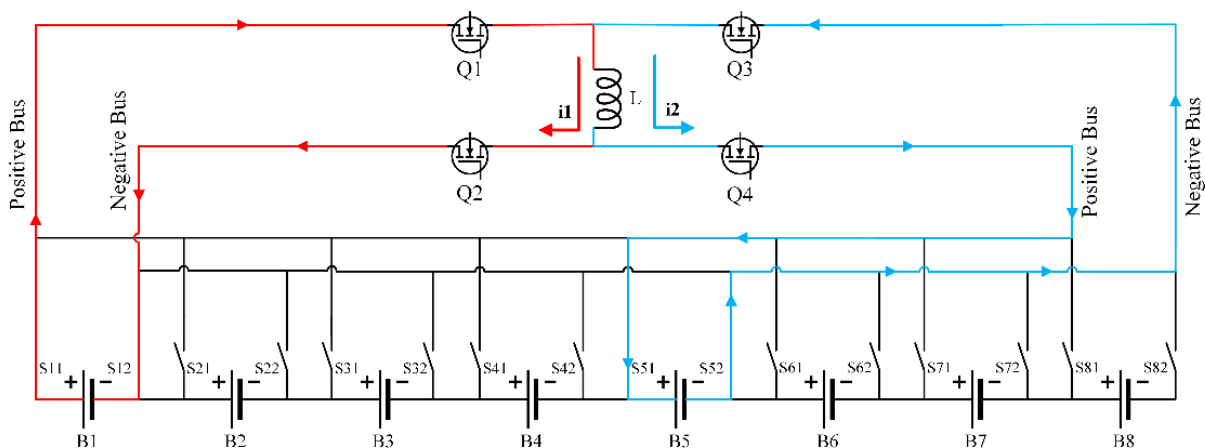 Q1
Q3
i1
L
i2
Positive Bus
Negative Bus
Q2
Q4
Positive Bus
Negative Bus
S11 + − S12
S21 + − S22
S31 + − S32
S41 + − S42
S51 + − S52
S61 + − S62
S71 + − S72
S81 + − S82
B1
B2
B3
B4
B5
B6
B7
B8